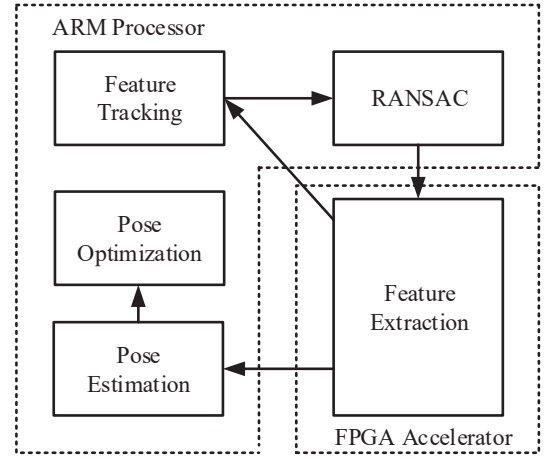 ARM Processor
Feature
Tracking
RANSAC
Pose
Optimization
Feature
Extraction
Pose
Estimation
FPGA Accelerator